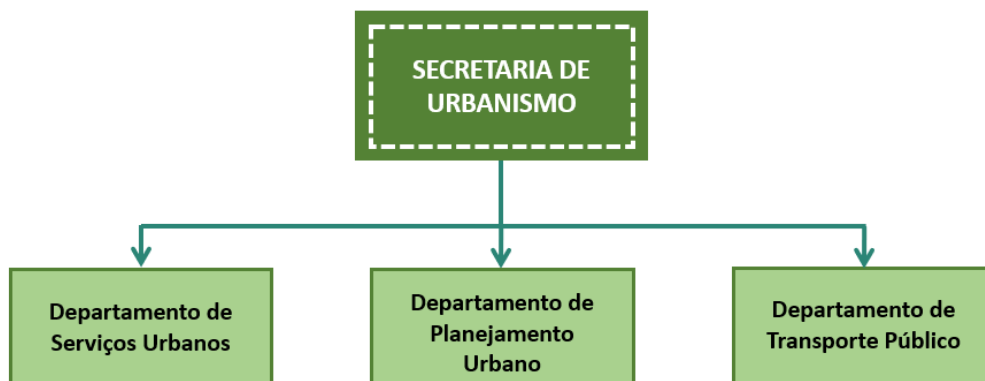 SECRETARIA DE
URBANISMO
Departamento de
Serviços Urbanos
Departamento de
Planejamento
Urbano
Departamento de
Transporte Público